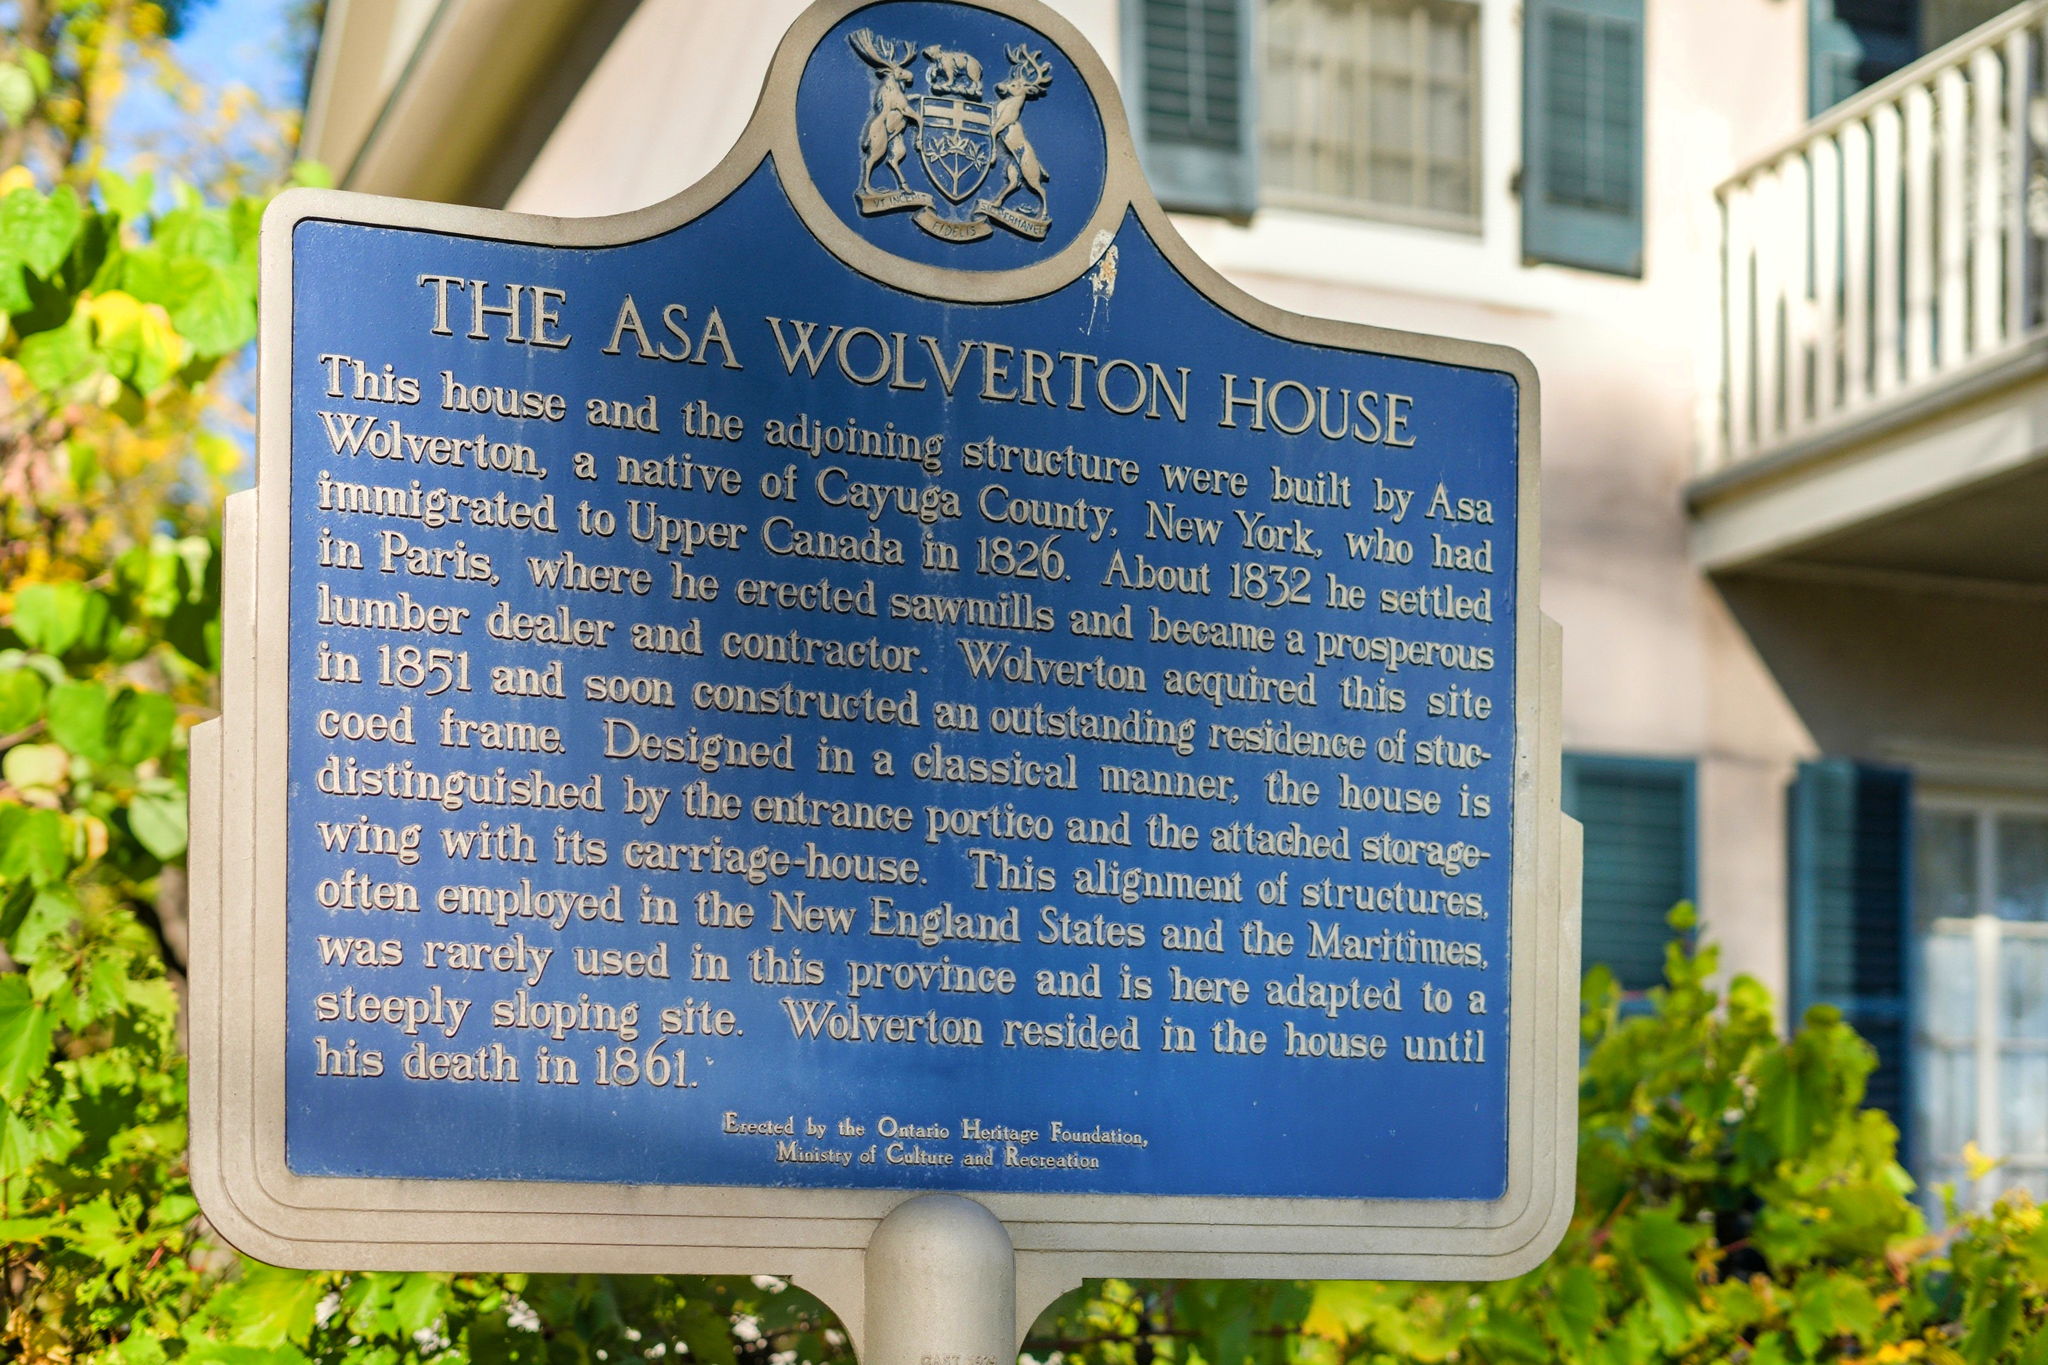 VT INCEPIT
FIDELIS
SIC PERMANET
THE ASA WOLVERTON HOUSE
This house and the adjoining structure were built by Asa
Wolverton, a native of Cayuga County, New York, who had
immigrated to Upper Canada in 1826. About 1832 he settled
in Paris, where he erected sawmills and became a prosperous
lumber dealer and contractor. Wolverton acquired this site
in 1851 and soon constructed an outstanding residence of stuc-
coed frame. Designed in a classical manner, the house is
distinguished by the entrance portico and the attached storage-
wing with its carriage-house. This alignment of structures,
often employed in the New England States and the Maritimes,
was rarely used in this province and is here adapted to a
steeply sloping site. Wolverton resided in the house until
his death in 1861.
Erected by the Ontario Heritage Foundation,
Ministry of Culture and Recreation